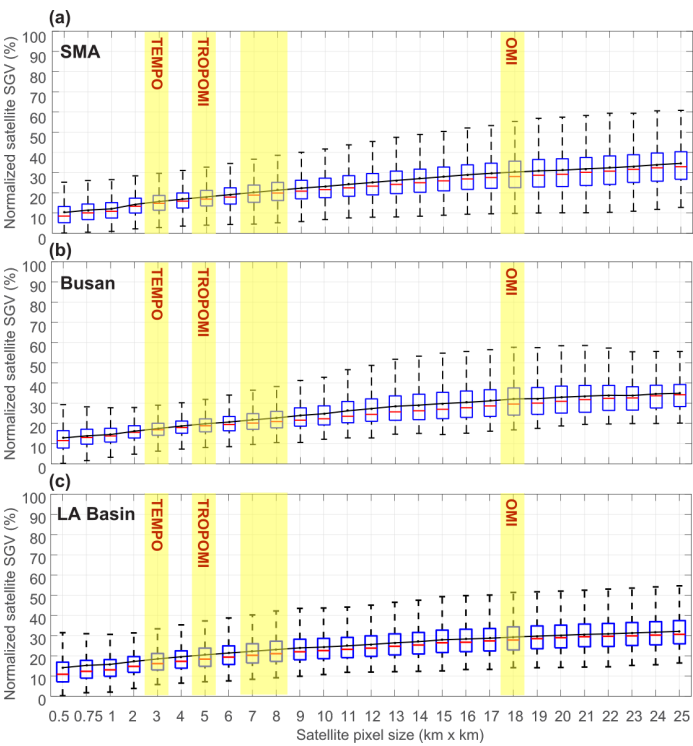 (a)
SMA
TEMPO
TROPOMI
OMI
Normalized satellite SGV (%)
100
90
80
70
60
50
40
30
20
10
0
(b)
Busan
TEMPO
TROPOMI
OMI
Normalized satellite SGV (%)
100
90
80
70
60
50
40
30
20
10
0
(c)
LA Basin
TEMPO
TROPOMI
OMI
Normalized satellite SGV (%)
100
90
80
70
60
50
40
30
20
10
0
0.5 0.75 1 2 3 4 5 6 7 8 9 10 11 12 13 14 15 16 17 18 19 20 21 22 23 24 25
Satellite pixel size (km x km)